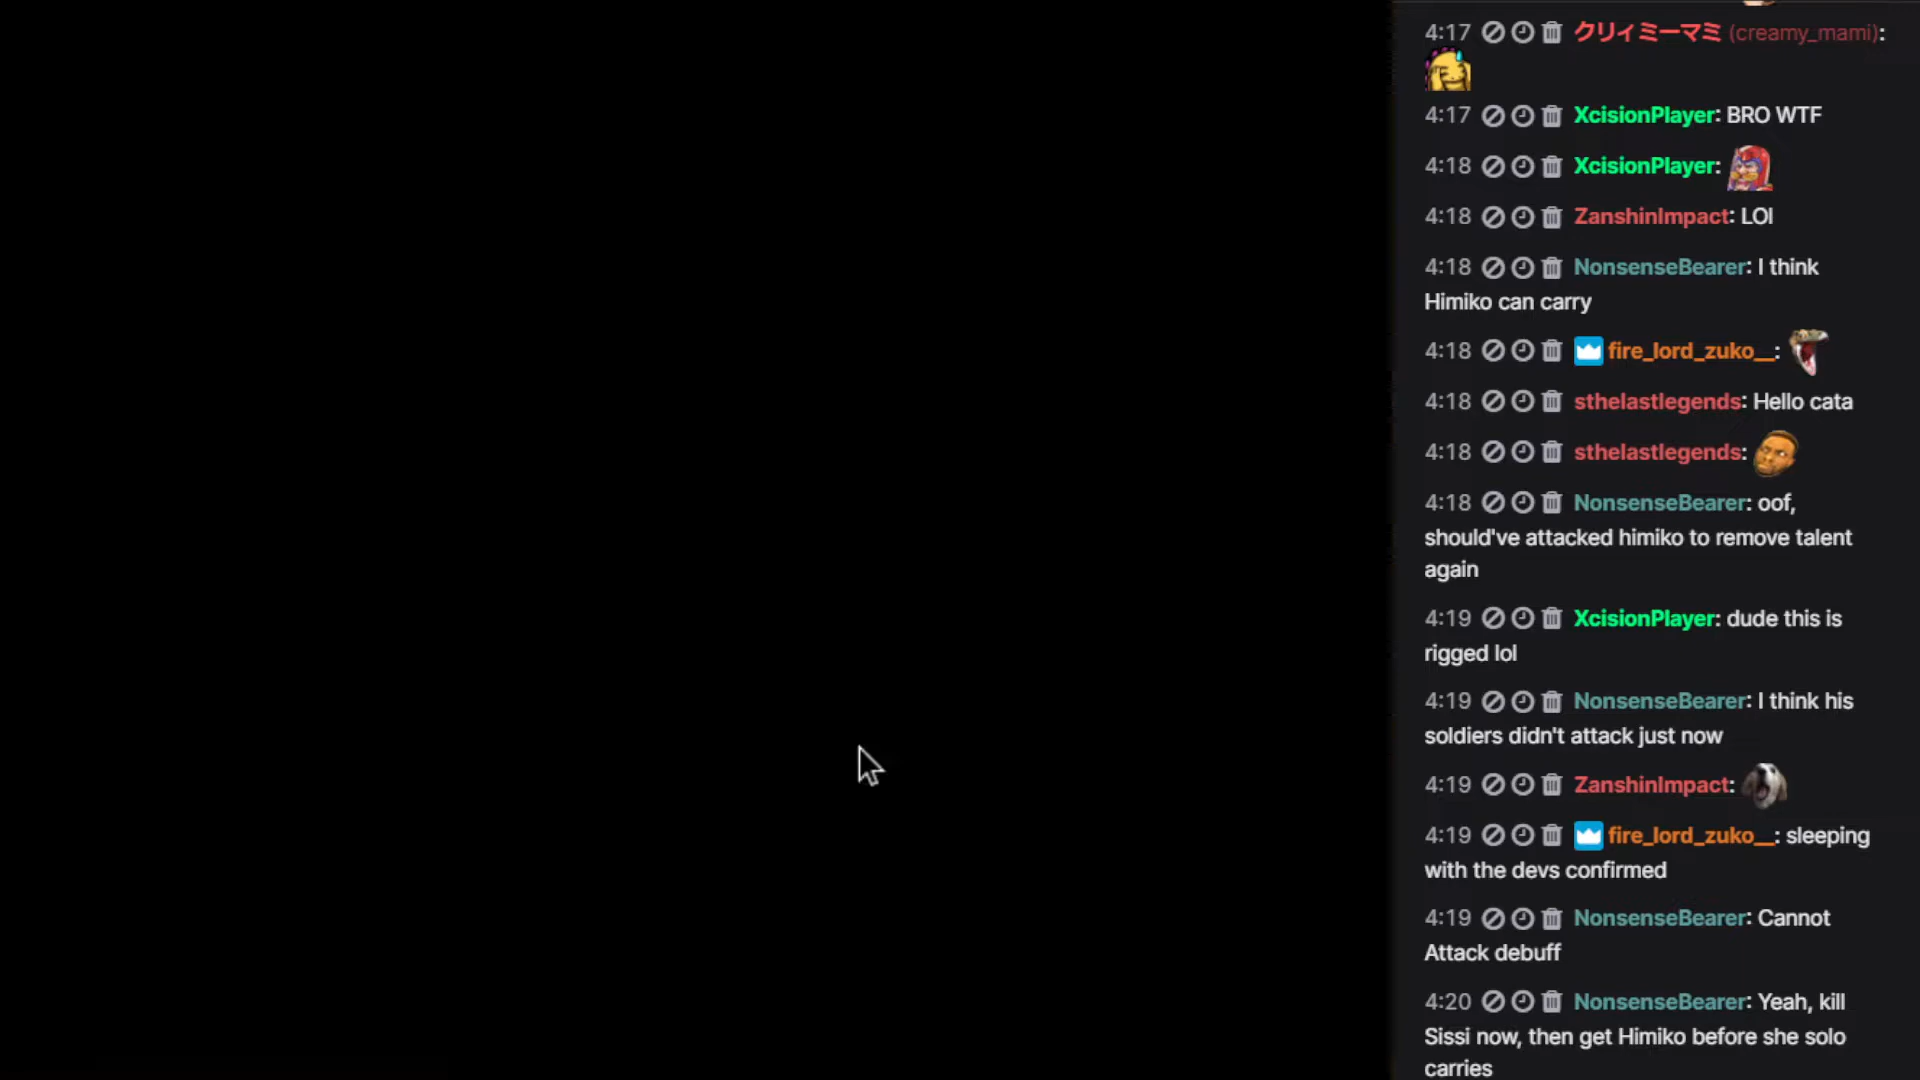 4:17 クリィミーマミ (creamy_mami):
4:17 XcisionPlayer: BRO WTF
4:18 XcisionPlayer:
4:18 ZanshinImpact: LOl
4:18 NonsenseBearer: I think
Himiko can carry
4:18 fire_lord_zuko__:
4:18 sthelastlegends: Hello cata
4:18 sthelastlegends:
4:18 NonsenseBearer: oof,
should've attacked himiko to remove talent
again
4:19 XcisionPlayer: dude this is
rigged lol
4:19 NonsenseBearer: I think his
soldiers didn't attack just now
4:19 ZanshinImpact:
4:19 fire_lord_zuko__: sleeping
with the devs confirmed
4:19 NonsenseBearer: Cannot
Attack debuff
4:20 NonsenseBearer: Yeah, kill
Sissi now, then get Himiko before she solo
carries